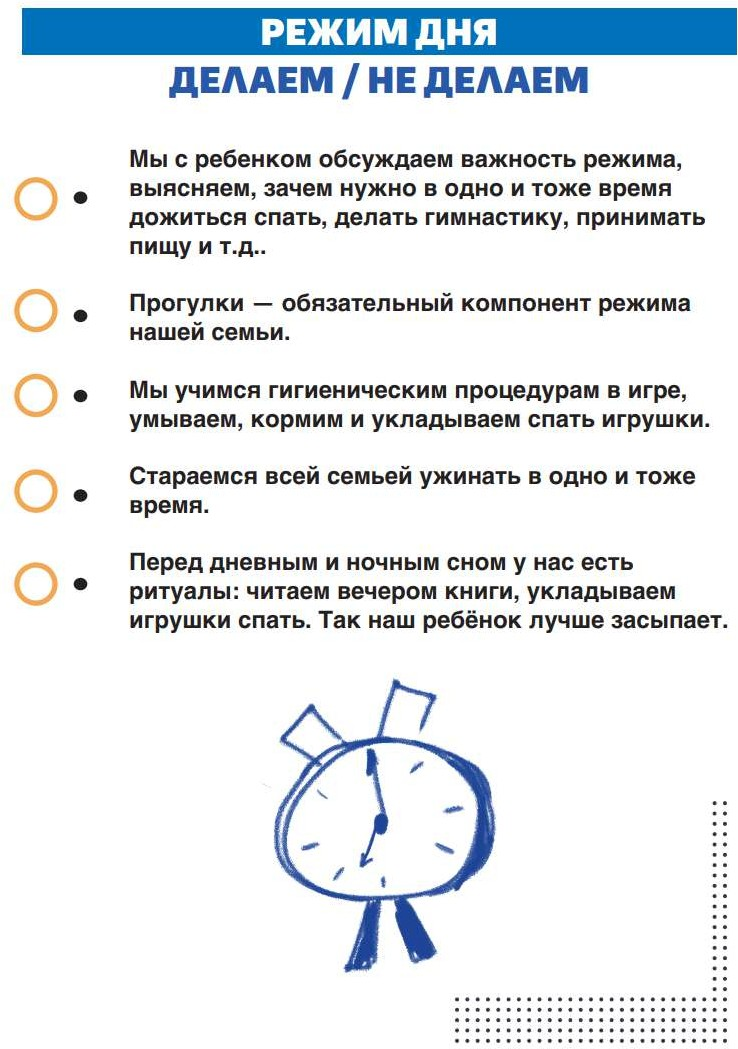 РЕЖИМ ДНЯ
ДЕЛАЕМ / НЕ ДЕЛАЕМ
• Мы с ребенком обсуждаем важность режима,
выясняем, зачем нужно в одно и тоже время
дожиться спать, делать гимнастику, принимать
пищу и т.д..
• Прогулки — обязательный компонент режима
нашей семьи.
• Мы учимся гигиеническим процедурам в игре,
умываем, кормим и укладываем спать игрушки.
• Стараемся всей семьей ужинать в одно и тоже
время.
• Перед дневным и ночным сном у нас есть
ритуалы: читаем вечером книги, укладываем
игрушки спать. Так наш ребёнок лучше засыпает.